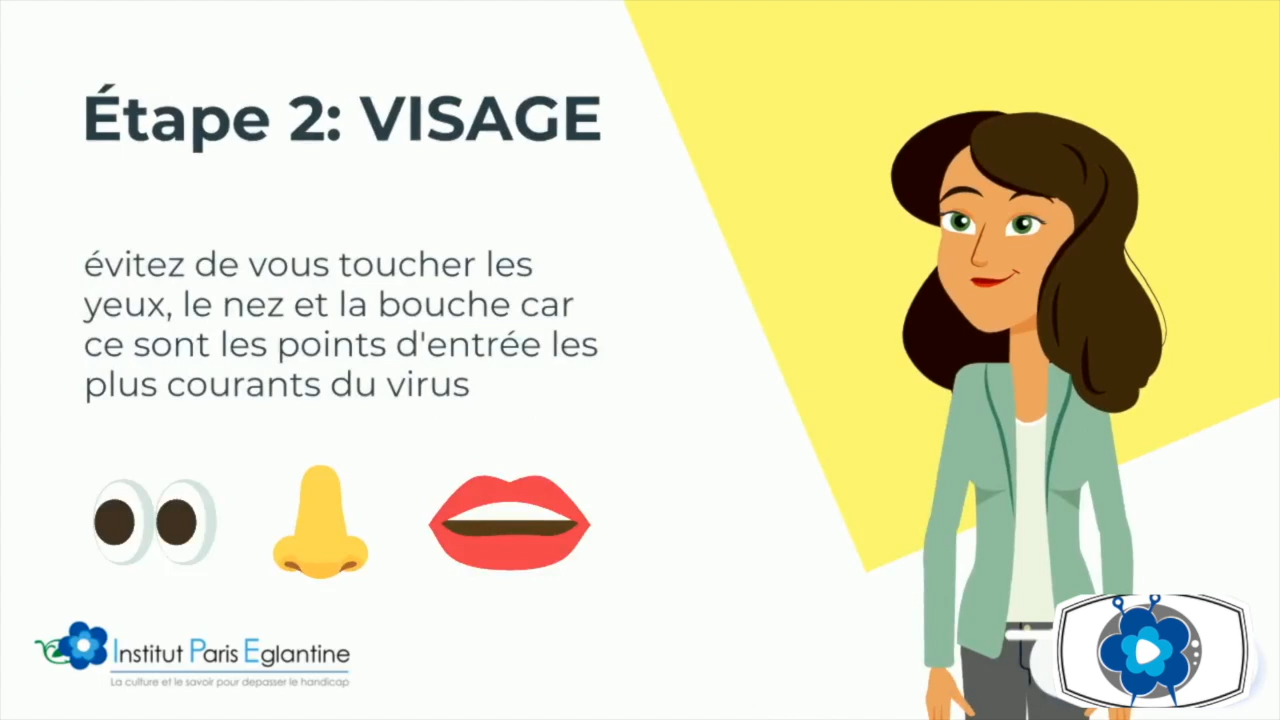 Étape 2: VISAGE
évitez de vous toucher les
yeux, le nez et la bouche car
ce sont les points d'entrée les
plus courants du virus
Institut Paris Eglantine
La culture et le savoir pour depasser le handicap